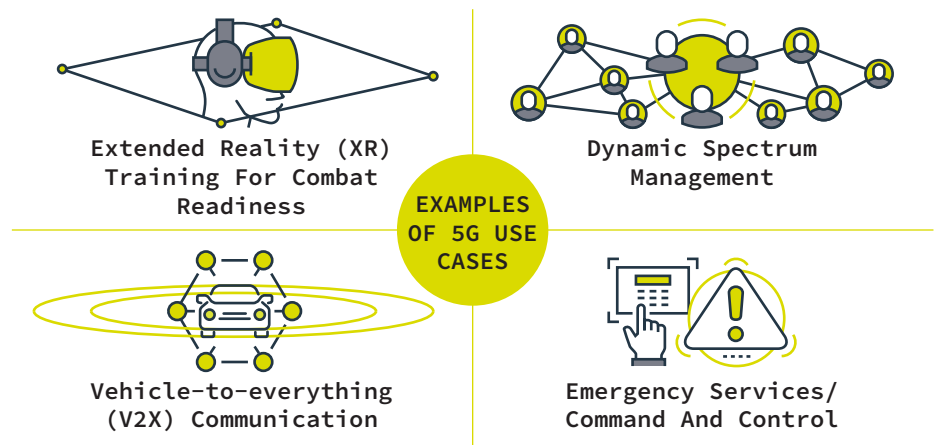 Extended Reality (XR)
Training For Combat
Readiness
Dynamic Spectrum
Management
EXAMPLES
OF 5G USE
CASES
Vehicle-to-everything
(V2X) Communication
Emergency Services/
Command And Control